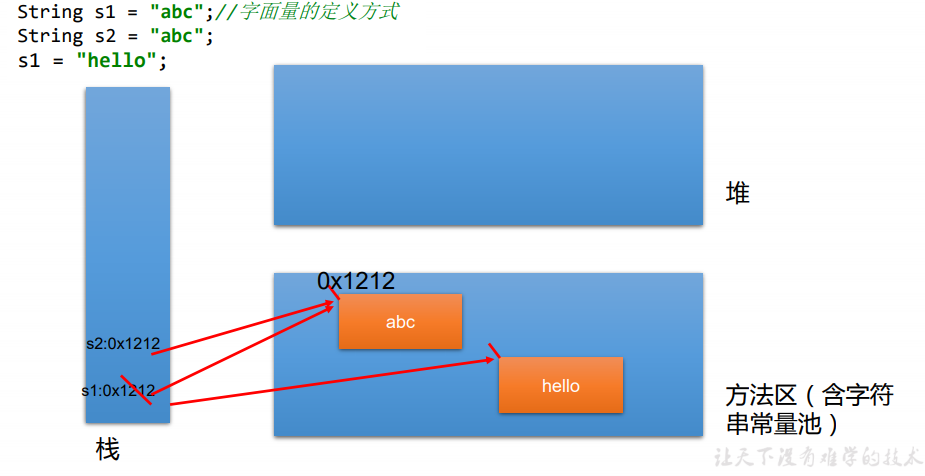 String s1 = "abc";//字面量的定义方式
String s2 = "abc";
s1 = "hello";
堆
0x1212
abc
s2:0x1212
hello
s1:0x1212
方法区（含字符
串常量池）
栈
让天下没有难学的技术